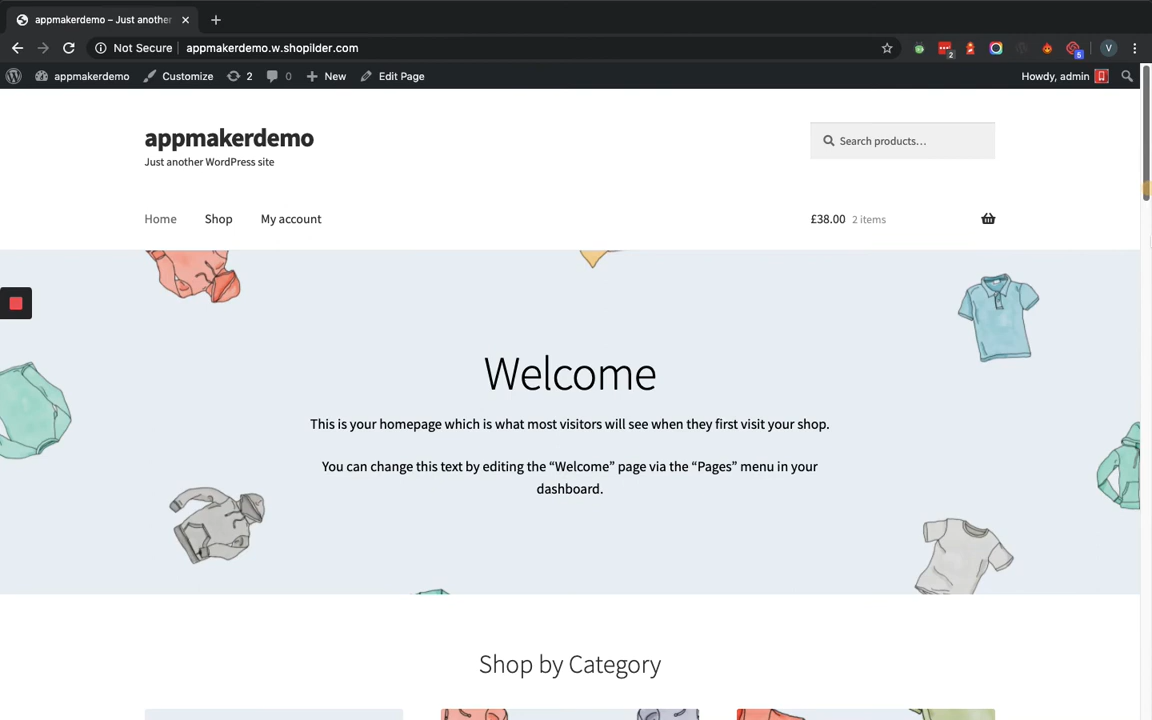 appmakerdemo – Just another
Not Secure appmakerdemo.w.shopilder.com
2
5
V
appmakerdemo Customize 2 0 New Edit Page Howdy, admin
appmakerdemo
Just another WordPress site
Search products…
Home Shop My account £38.00 2 items
Welcome
This is your homepage which is what most visitors will see when they first visit your shop.
You can change this text by editing the “Welcome” page via the “Pages” menu in your
dashboard.
Shop by Category